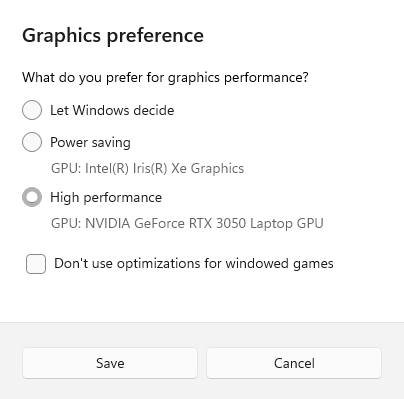 Graphics preference
What do you prefer for graphics performance?
Let Windows decide
Power saving
GPU: Intel(R) Iris(R) Xe Graphics
High performance
GPU: NVIDIA GeForce RTX 3050 Laptop GPU
Don't use optimizations for windowed games
Save
Cancel